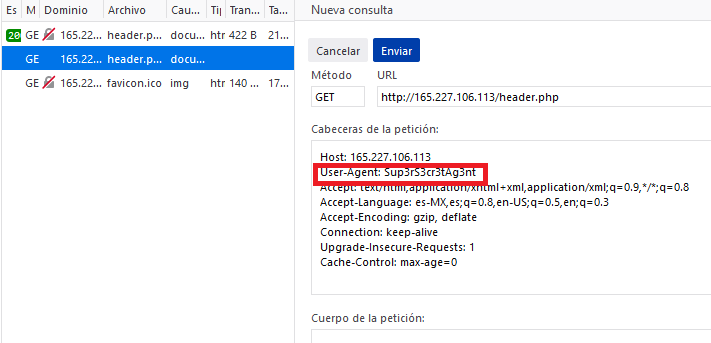 Es M Dominio Archivo Cau... Ti| Tran... Ta...
20 GE 165.22... header.p... docu... htr 422 B 21...
GE 165.22... header.p... docu...
GE 165.22... favicon.ico img htr 140 ... 17...
Nueva consulta
Cancelar Enviar
Método URL
GET http://165.227.106.113/header.php
Cabeceras de la petición:
Host: 165.227.106.113
User-Agent: Sup3rS3cr3tAg3nt
Accept: text/html,application/xhtml+xml,application/xml;q=0.9,*/*;q=0.8
Accept-Language: es-MX,es;q=0.8,en-US;q=0.5,en;q=0.3
Accept-Encoding: gzip, deflate
Connection: keep-alive
Upgrade-Insecure-Requests: 1
Cache-Control: max-age=0
Cuerpo de la petición: